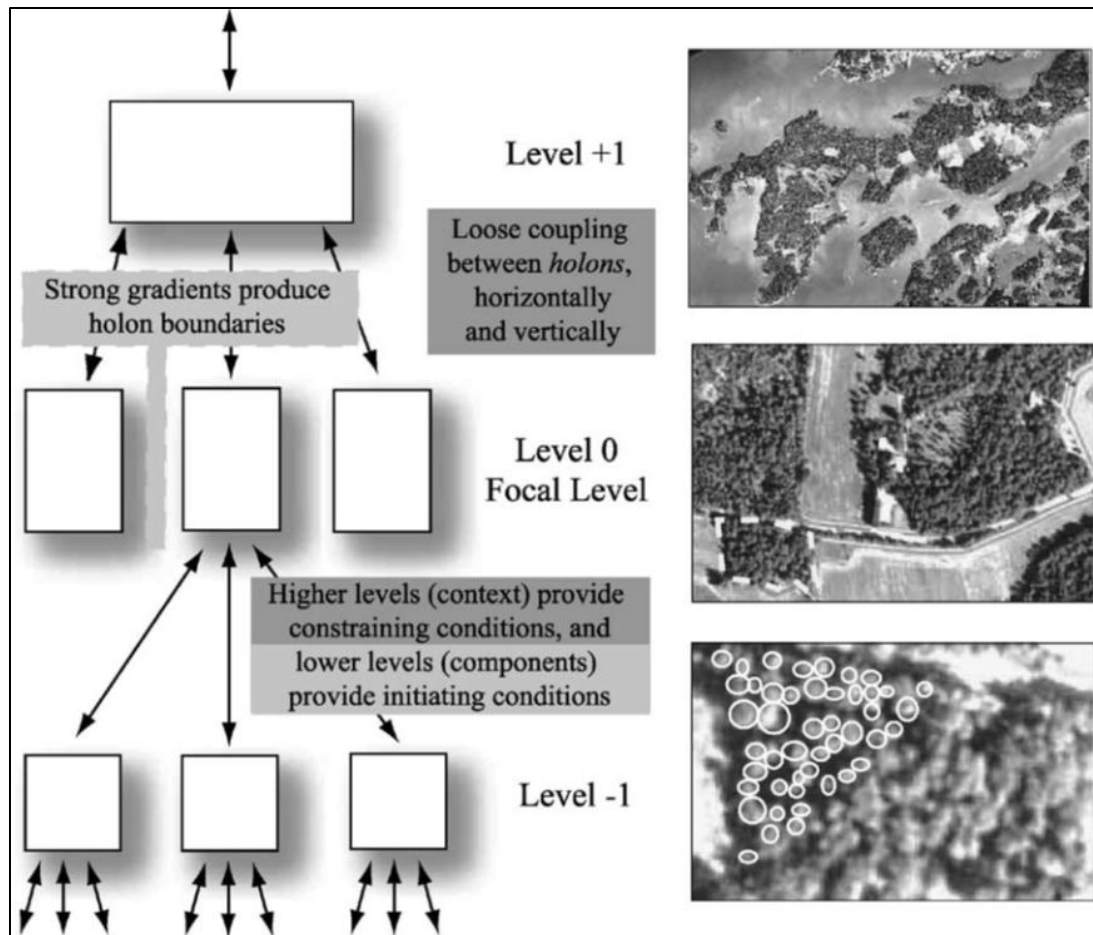 Level +1
Loose coupling
between holons,
horizontally
and vertically
Strong gradients produce
holon boundaries
Level 0
Focal Level
Higher levels (context) provide
constraining conditions, and
lower levels (components)
provide initiating conditions
Level -1